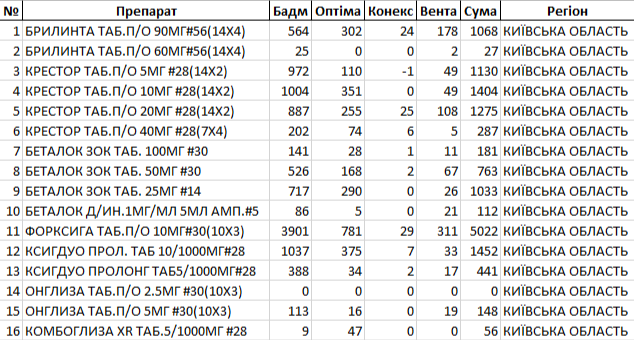 № Препарат Бадм Оптіма Конекс Вента Сума Регіон
1 БРИЛИНТА ТАБ.П/О 90МГ#56(14Х4) 564 302 24 178 1068 КИЇВСЬКА ОБЛАСТЬ
2 БРИЛИНТА ТАБ.П/О 60МГ#56(14Х4) 25 0 0 2 27 КИЇВСЬКА ОБЛАСТЬ
3 КРЕСТОР ТАБ.П/О 5МГ #28(14Х2) 972 110 -1 49 1130 КИЇВСЬКА ОБЛАСТЬ
4 КРЕСТОР ТАБ.П/О 10МГ #28(14Х2) 1004 351 0 49 1404 КИЇВСЬКА ОБЛАСТЬ
5 КРЕСТОР ТАБ.П/О 20МГ #28(14Х2) 887 255 25 108 1275 КИЇВСЬКА ОБЛАСТЬ
6 КРЕСТОР ТАБ.П/О 40МГ #28(7Х4) 202 74 6 5 287 КИЇВСЬКА ОБЛАСТЬ
7 БЕТАЛОК ЗОК ТАБ. 100МГ #30 141 28 1 11 181 КИЇВСЬКА ОБЛАСТЬ
8 БЕТАЛОК ЗОК ТАБ. 50МГ #30 526 168 2 67 763 КИЇВСЬКА ОБЛАСТЬ
9 БЕТАЛОК ЗОК ТАБ. 25МГ #14 717 290 0 26 1033 КИЇВСЬКА ОБЛАСТЬ
10 БЕТАЛОК Д/ИН.1МГ/МЛ 5МЛ АМП.#5 86 5 0 21 112 КИЇВСЬКА ОБЛАСТЬ
11 ФОРКСИГА ТАБ.П/О 10МГ#30(10Х3) 3901 781 29 311 5022 КИЇВСЬКА ОБЛАСТЬ
12 КСИГДУО ПРОЛ. ТАБ 10/1000МГ#28 1037 375 7 33 1452 КИЇВСЬКА ОБЛАСТЬ
13 КСИГДУО ПРОЛОНГ ТАБ5/1000МГ#28 388 34 2 17 441 КИЇВСЬКА ОБЛАСТЬ
14 ОНГЛИЗА ТАБ.П/О 2.5МГ #30(10Х3) 0 0 0 0 0 КИЇВСЬКА ОБЛАСТЬ
15 ОНГЛИЗА ТАБ.П/О 5МГ #30(10Х3) 113 16 0 19 148 КИЇВСЬКА ОБЛАСТЬ
16 КОМБОГЛИЗА XR ТАБ.5/1000МГ #28 9 47 0 0 56 КИЇВСЬКА ОБЛАСТЬ